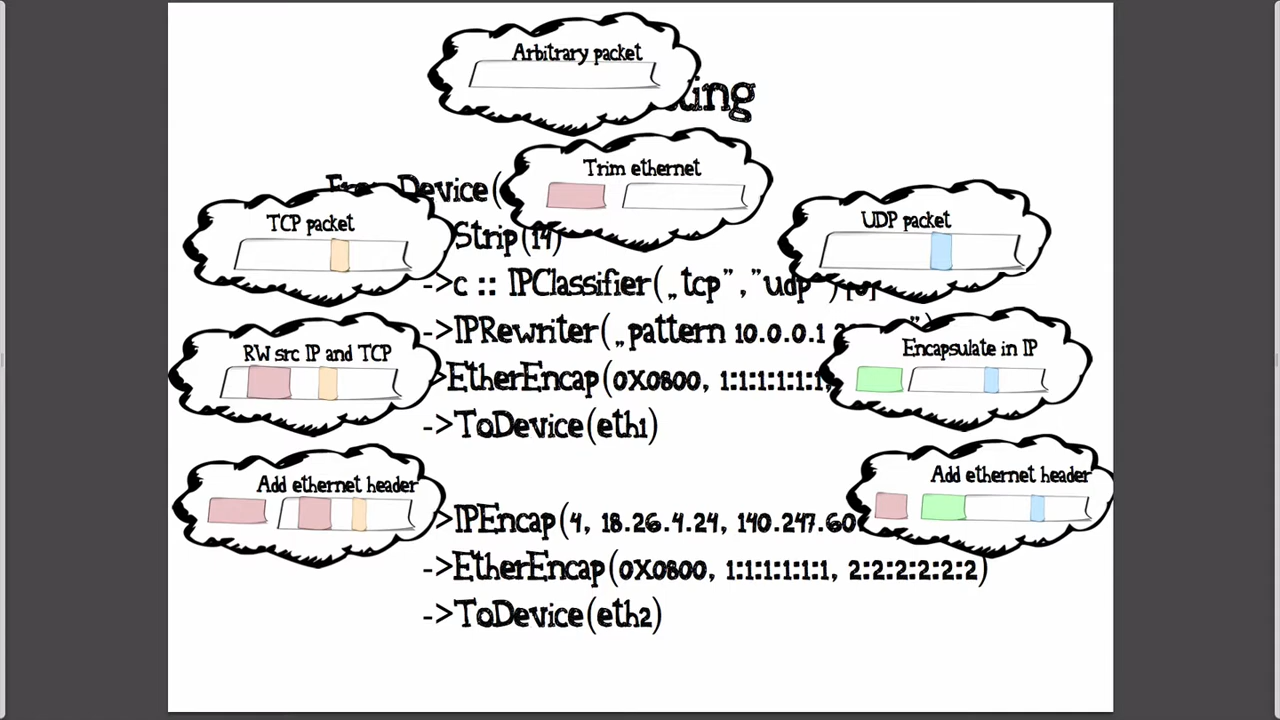 Arbitrary packet
Trim ethernet
Device(
TCP packet
UDP packet
Strip(14)
->c :: IPClassifier(„tcp”,”udp
RW src IP and TCP
->IPRewriter(„pattern 10.0.0.1
Encapsulate in IP
>EtherEncap(0X0800, 1:1:1:1:1:1,
->ToDevice(eth1)
Add ethernet header
Add ethernet header
>IPEncap(4, 18.26.4.24, 140.247.60
->EtherEncap(0X0800, 1:1:1:1:1:1, 2:2:2:2:2:2)
->ToDevice(eth2)